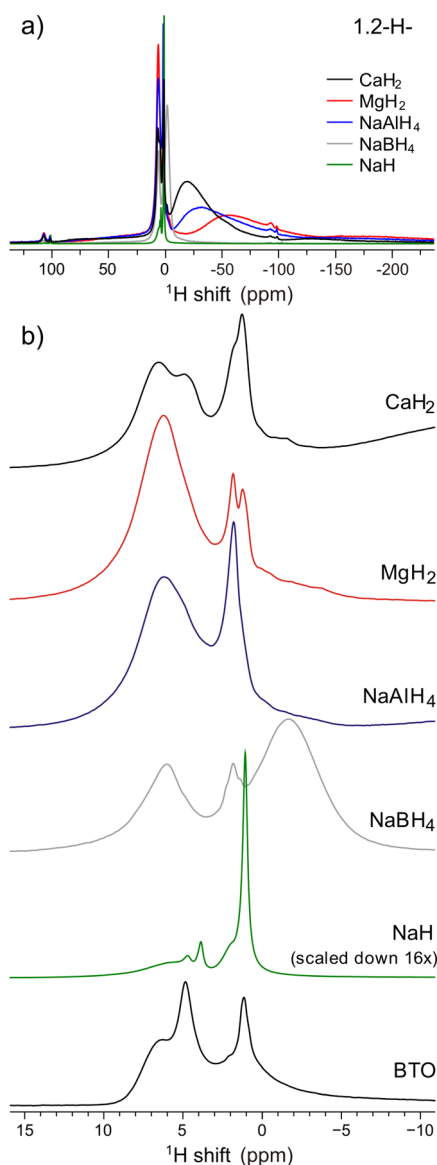 a)
1.2-H-
CaH₂
MgH₂
NaAlH₄
NaBH₄
NaH
100 50 0 -50 -100 -150 -200
¹H shift (ppm)
b)
CaH₂
MgH₂
NaAlH₄
NaBH₄
NaH
(scaled down 16x)
BTO
15 10 5 0 −5 −10
¹H shift (ppm)